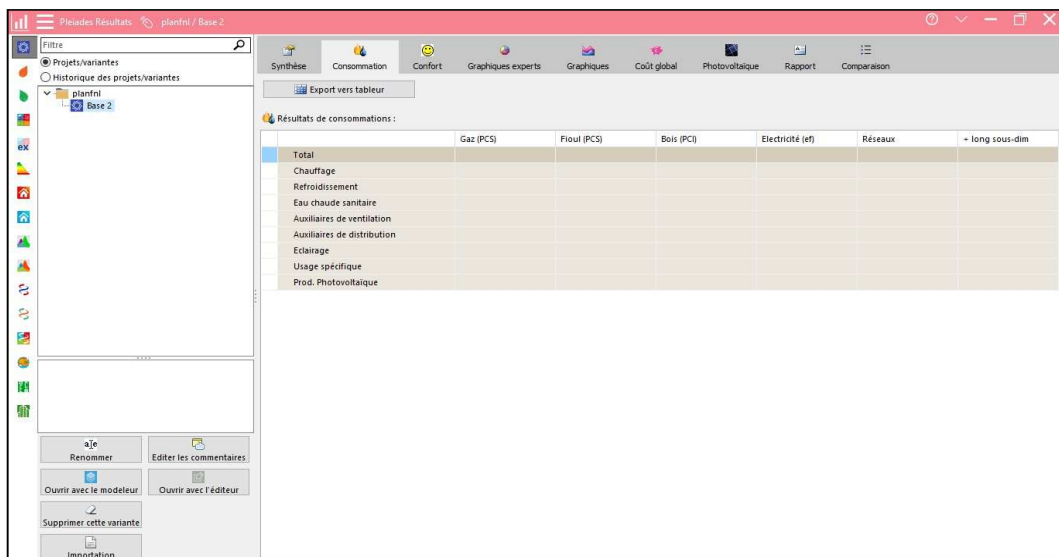 Pleiades Résultats planfnl / Base 2
Filtre
Projets/variantes
Historique des projets/variantes
planfnl
Base 2
ex
Renommer
Editer les commentaires
Ouvrir avec le modeleur
Ouvrir avec l'éditeur
Supprimer cette variante
Importation
Synthèse Consommation Confort Graphiques experts Graphiques Coût global Photovoltaïque Rapport Comparaison
Export vers tableur
Résultats de consommations :
Gaz (PCS) Fioul (PCS) Bois (PCI) Electricité (ef) Réseaux + long sous-dim
Total
Chauffage
Refroidissement
Eau chaude sanitaire
Auxiliaires de ventilation
Auxiliaires de distribution
Eclairage
Usage spécifique
Prod. Photovoltaïque